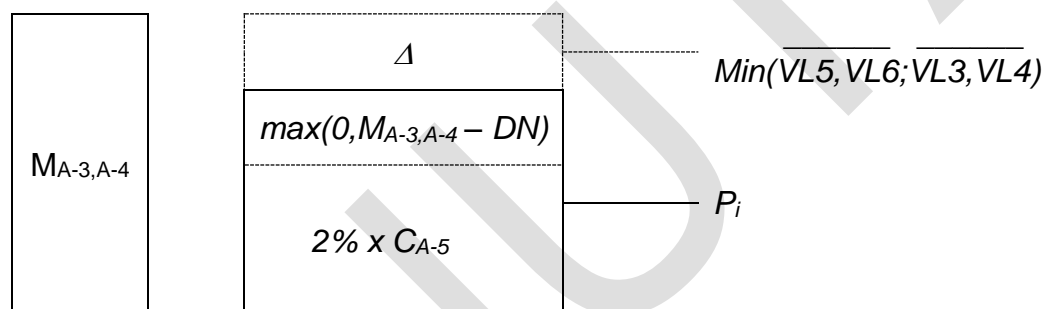 Δ
Min(VL5,VL6;VL3,VL4)
max(0,MA-3,A-4 – DN)
MA-3,A-4
Pi
2% x CA-5